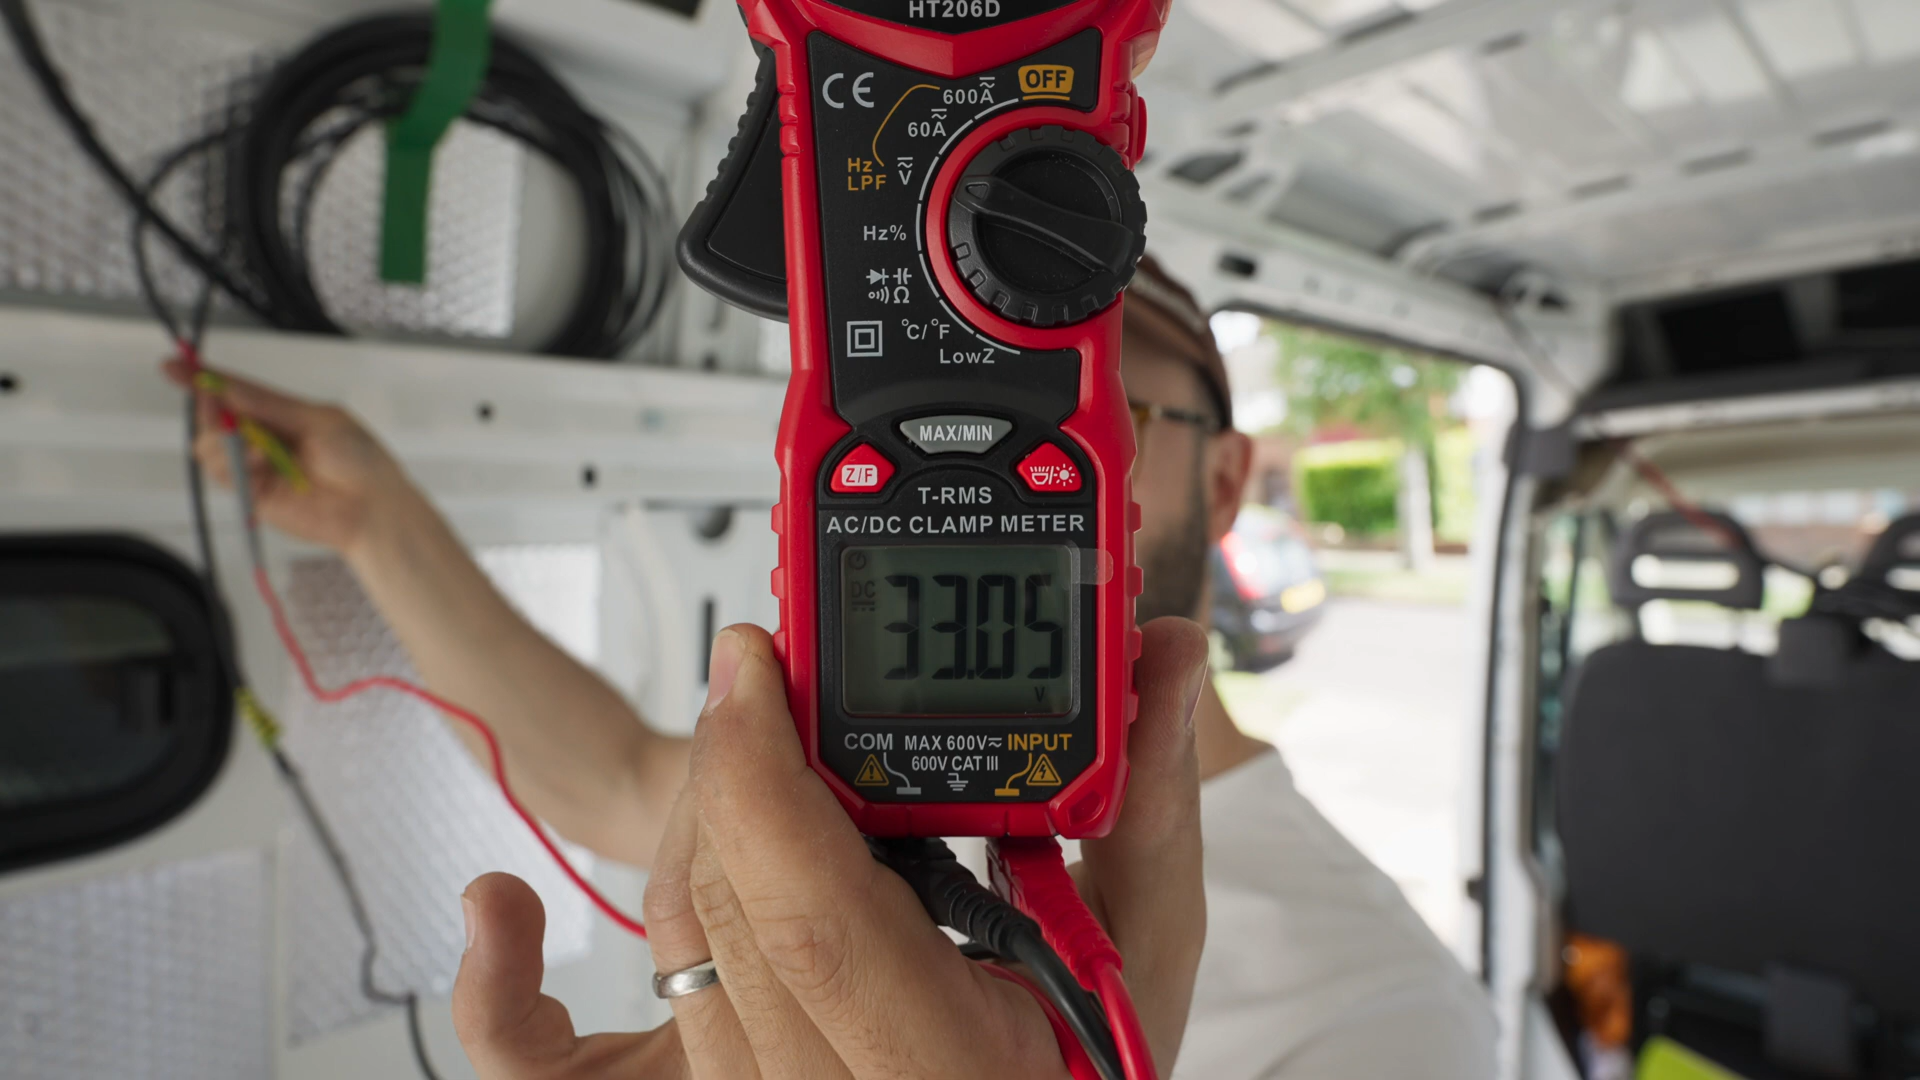 HT206D
CE
OFF
600A
60A
Hz
LPF
V
Hz%
Ω
°C/°F
LowZ
MAX/MIN
Z/F
T-RMS
AC/DC CLAMP METER
DC
33.05
V
COM MAX 600V INPUT
600V CAT III